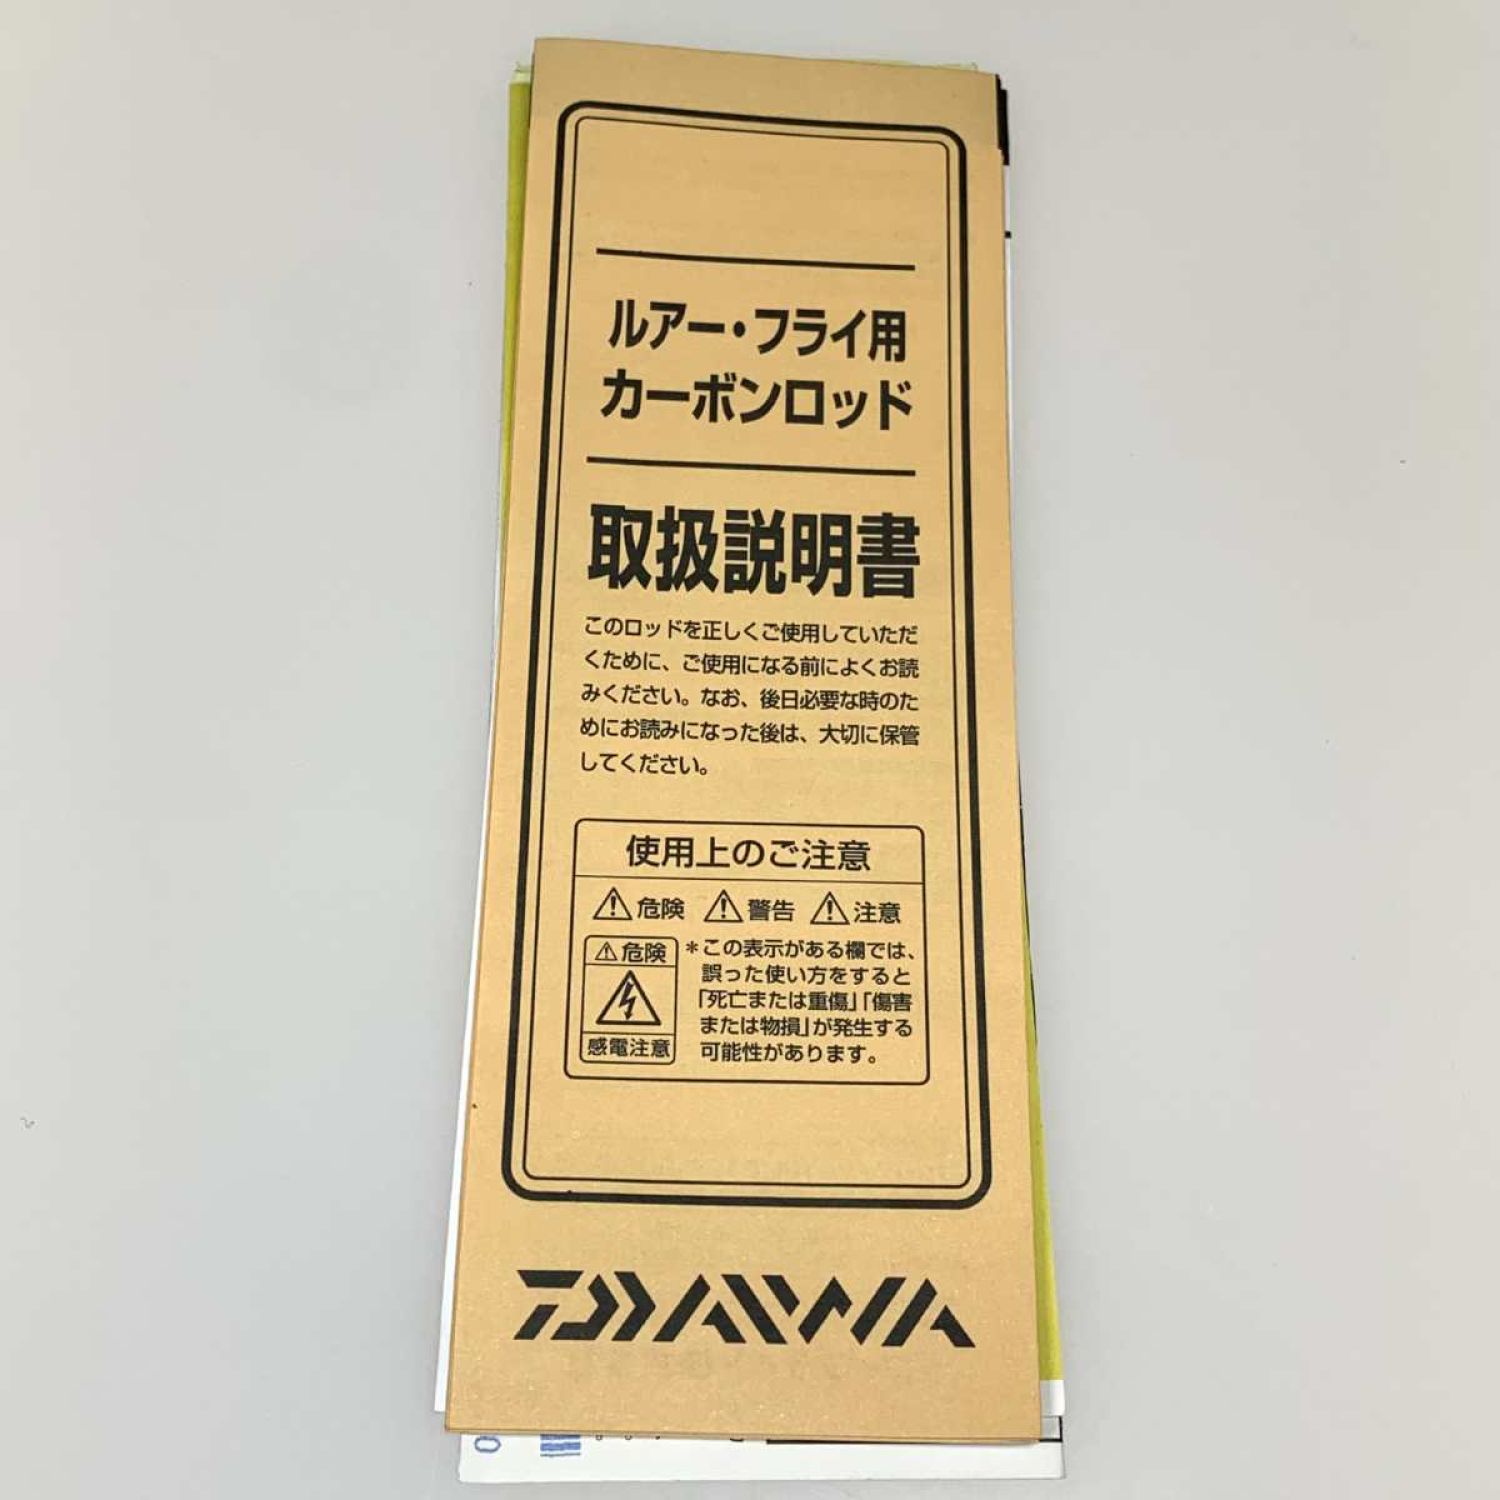 ルアー・フライ用
カーボンロッド
取扱説明書
このロッドを正しくご使用していただ
くために、ご使用になる前によくお読
みください。なお、後日必要な時のた
めにお読みになった後は、大切に保管
してください。
使用上のご注意
危険 警告 注意
危険
感電注意
＊この表示がある欄では、
誤った使い方をすると
「死亡または重傷」「傷害
または物損」が発生する
可能性があります。
DAIWA